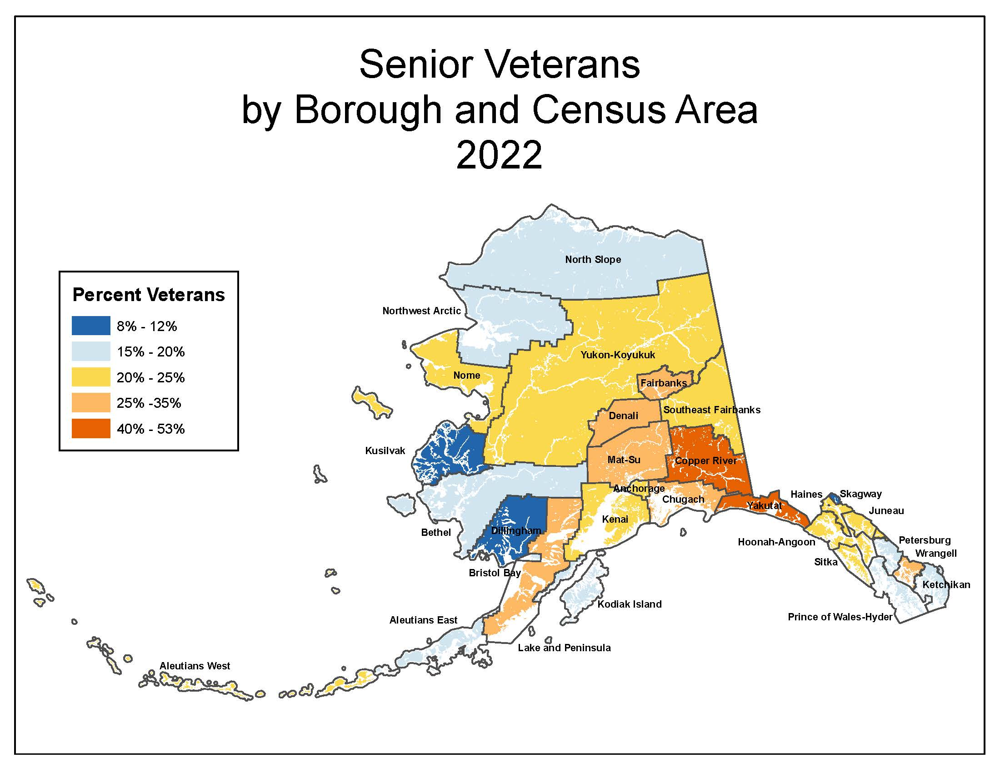 Senior Veterans
by Borough and Census Area
2022
Percent Veterans
8% - 12%
15% - 20%
20% - 25%
25% -35%
40% - 53%
North Slope
Northwest Arctic
Yukon-Koyukuk
Nome
Fairbanks
Southeast Fairbanks
Denali
Kusilvak
Mat-Su
Copper River
Anchorage
Chugach
Haines
Skagway
Yakutat
Juneau
Kenai
Bethel
Dillingham
Petersburg
Hoonah-Angoon
Wrangell
Sitka
Bristol Bay
Ketchikan
Kodiak Island
Prince of Wales-Hyder
Aleutians East
Lake and Peninsula
Aleutians West